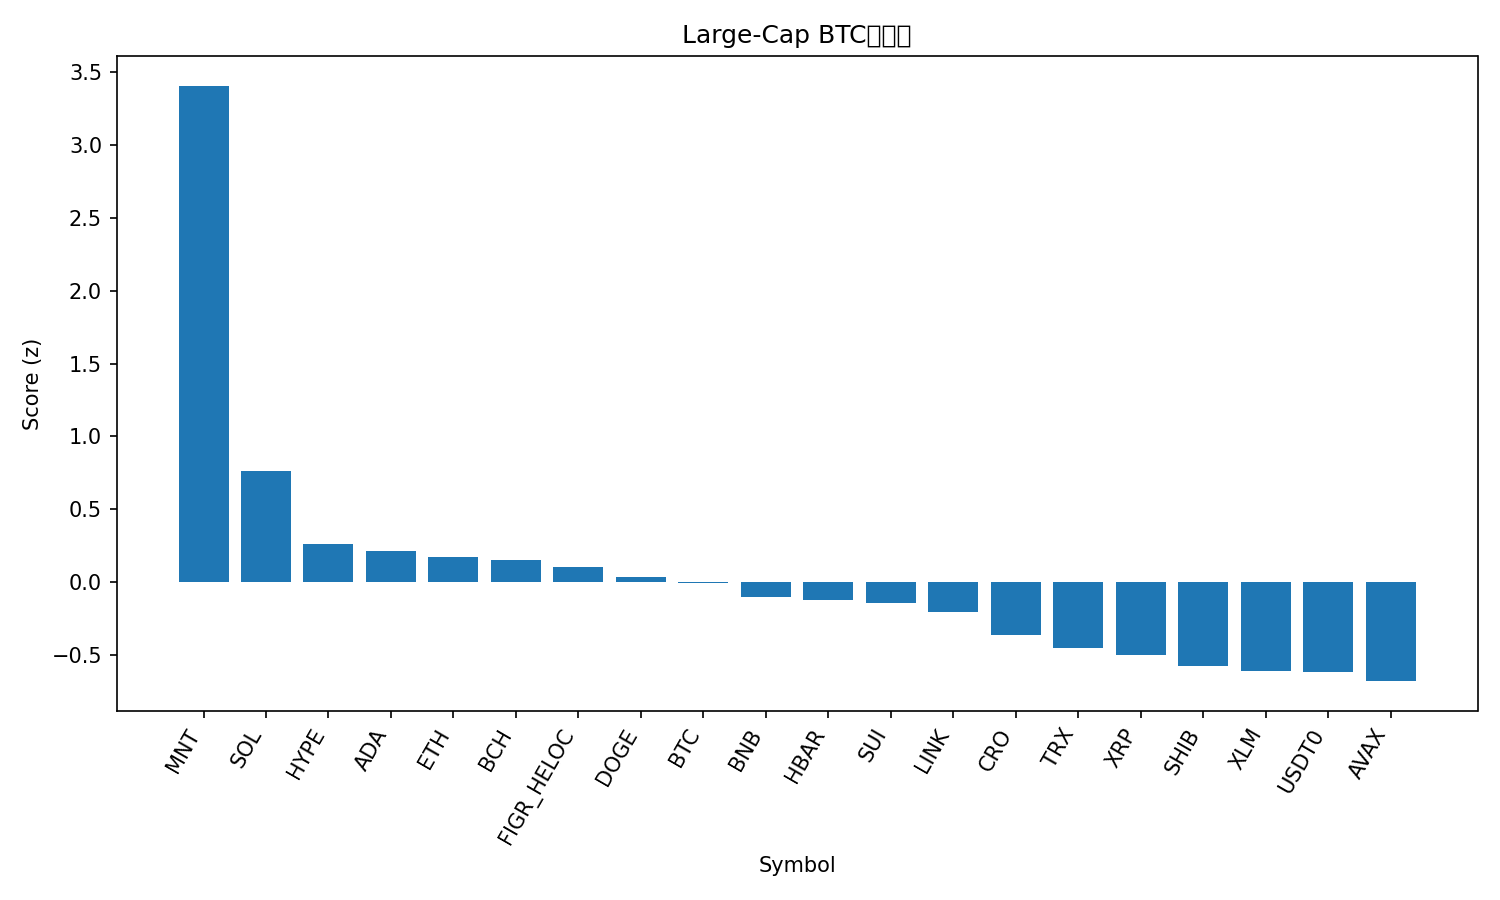 Large-Cap BTC
3.5
3.0
2.5
2.0
1.5
1.0
0.5
0.0
−0.5
Score (z)
MNT
SOL
HYPE
ADA
ETH
BCH
FIGR_HELOC
DOGE
BTC
BNB
HBAR
SUI
LINK
CRO
TRX
XRP
SHIB
XLM
USDT0
AVAX
Symbol